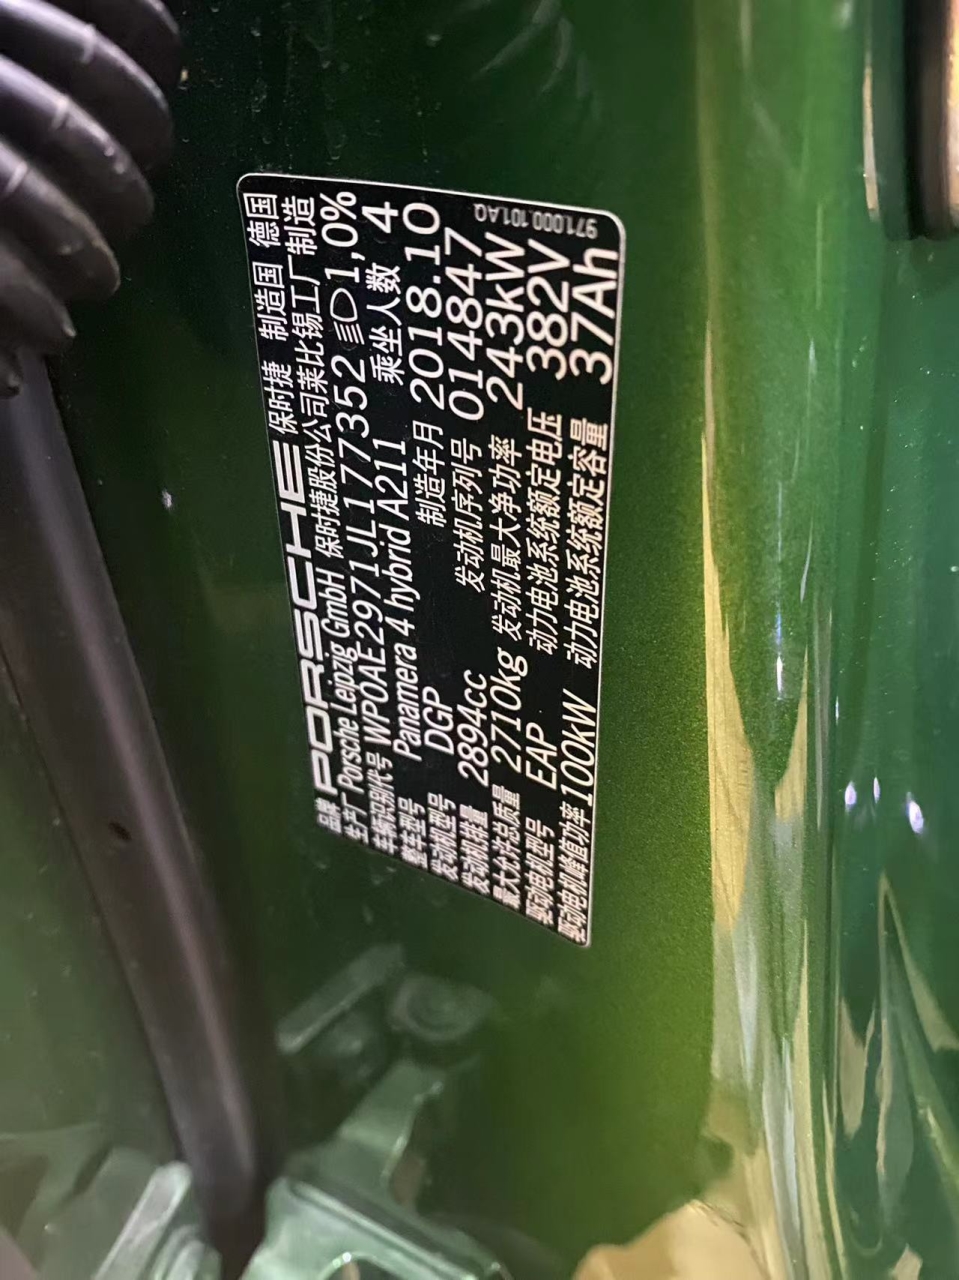 品牌 PORSCHE 保时捷 制造国 德国
生产厂 Porsche Leipzig GmbH 保时捷股份公司莱比锡工厂制造
车辆识别代号 WP0AE2971JL177352 1,0%
整车型号 Panamera 4 hybrid A211 乘坐人数 4
发动机型号 DGP 制造年月 2018.10
发动机排量 2894cc 发动机序列号 014847
最大允许总质量 2710kg 发动机最大净功率 243kW
驱动电机型号 EAP 动力电池系统额定电压 382V
驱动电机峰值功率 100kW 动力电池系统额定容量 37Ah
971.000.101.AQ